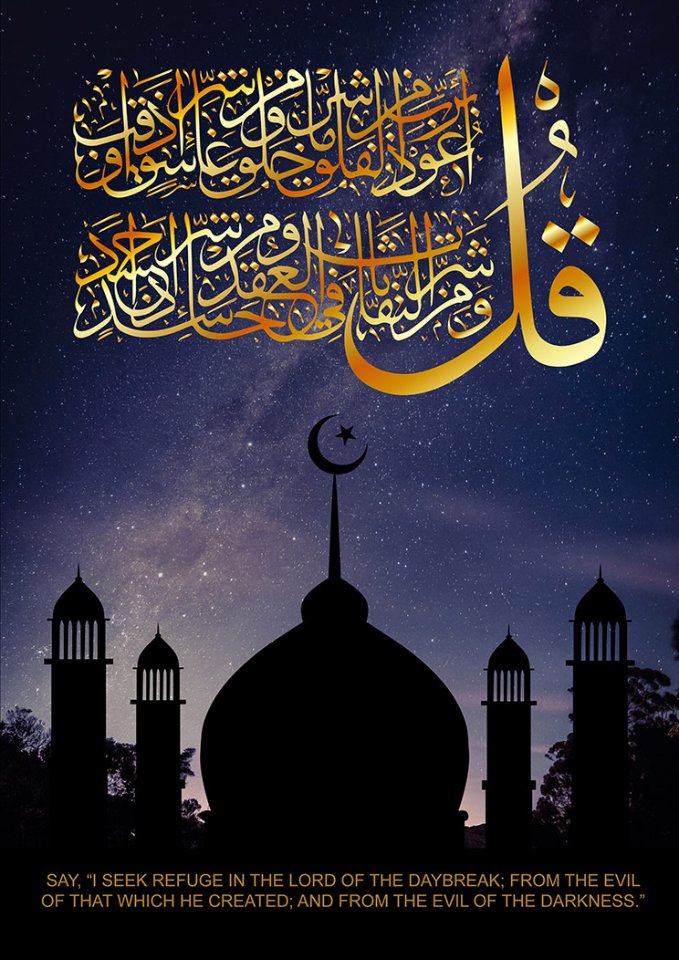 قُلْ أَعُوذُ بِرَبِّ الْفَلَقِ مِنْ شَرِّ مَا خَلَقَ وَمِنْ شَرِّ غَاسِقٍ إِذَا وَقَبَ
وَمِنْ شَرِّ النَّفَّاثَاتِ فِي الْعُقَدِ وَمِنْ شَرِّ حَاسِدٍ إِذَا حَسَدَ
SAY, “I SEEK REFUGE IN THE LORD OF THE DAYBREAK; FROM THE EVIL
OF THAT WHICH HE CREATED; AND FROM THE EVIL OF THE DARKNESS.”